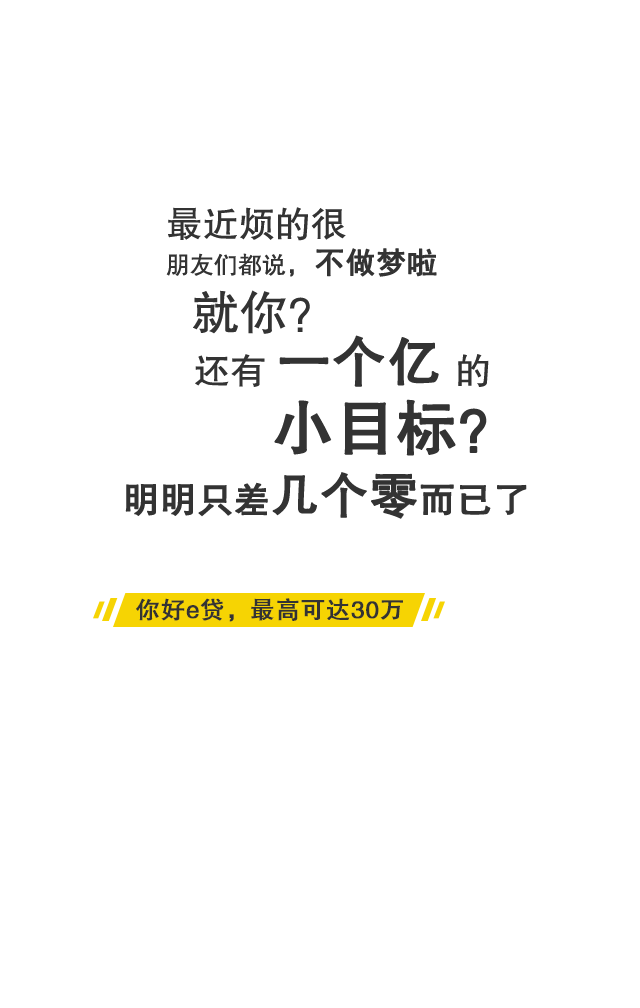 最近烦的很
朋友们都说，不做梦啦
就你?
还有 一个亿 的
小目标?
明明只差几个零而已了
你好e贷，最高可达30万